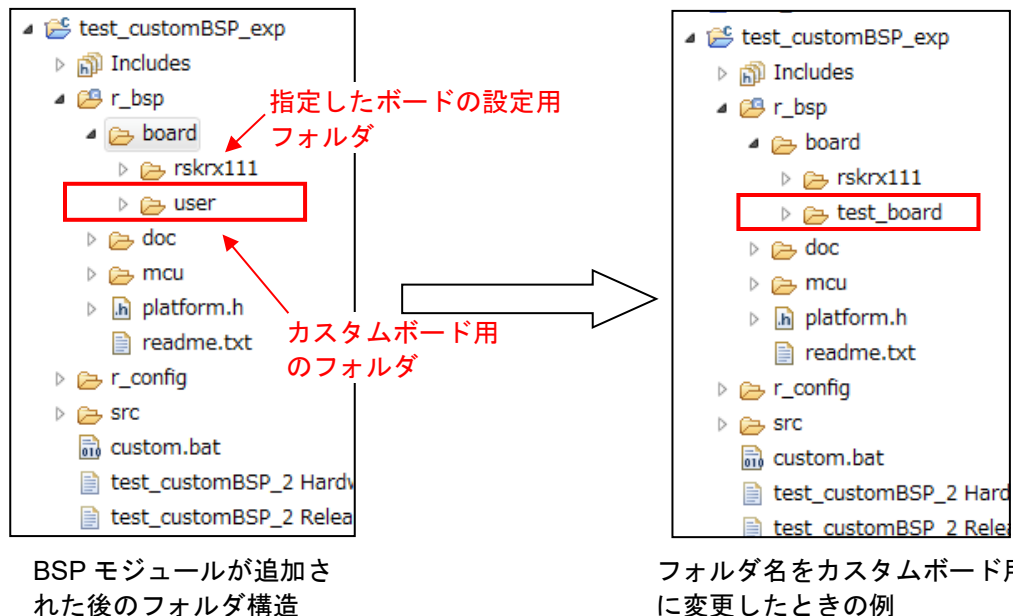 test_customBSP_exp
Includes
r_bsp
board
rskrx111
user
doc
mcu
platform.h
readme.txt
r_config
src
custom.bat
test_customBSP_2 Hardw
test_customBSP_2 Relea
指定したボードの設定用
フォルダ
カスタムボード用
のフォルダ
BSP モジュールが追加さ
れた後のフォルダ構造
test_customBSP_exp
Includes
r_bsp
board
rskrx111
test_board
doc
mcu
platform.h
readme.txt
r_config
src
custom.bat
test_customBSP_2 Hard
test_customBSP_2 Relea
フォルダ名をカスタムボード用
に変更したときの例